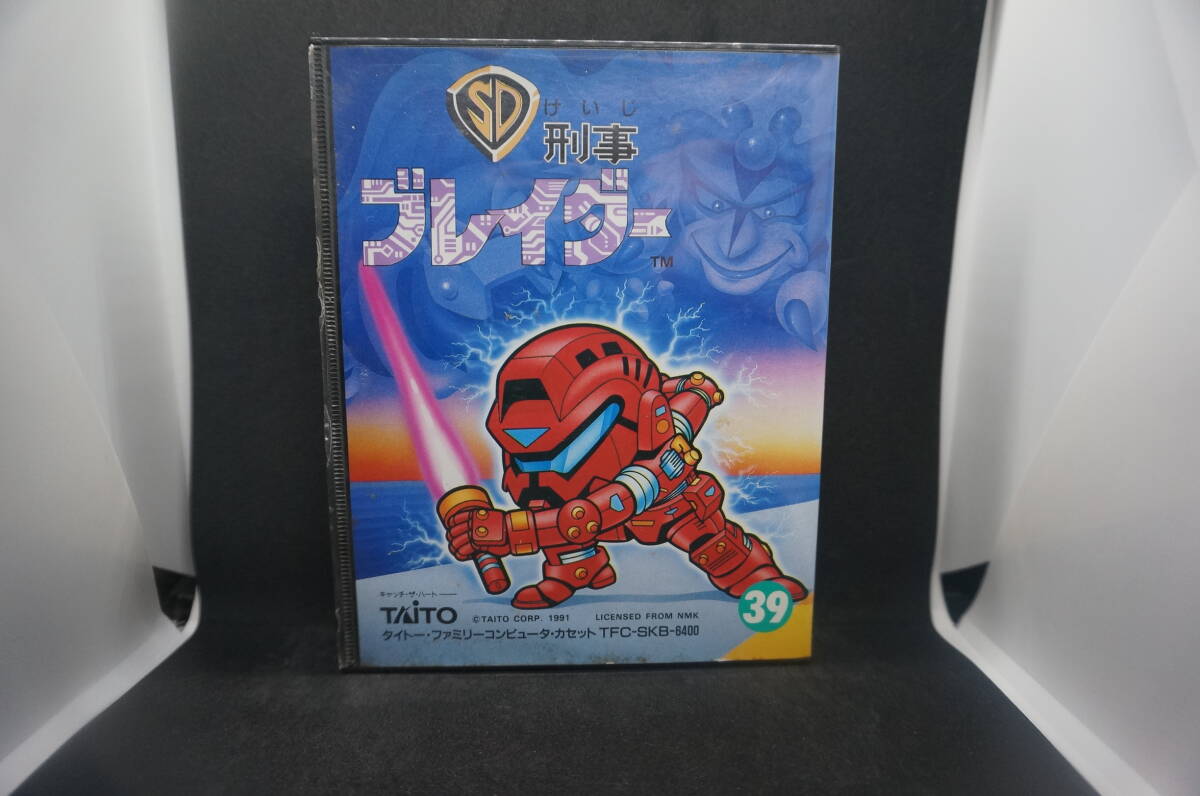 SD
けいじ
刑事
ブレイダー
TM
キャッチ・ザ・ハート
TAITO
©TAITO CORP. 1991 LICENSED FROM NMK
タイトー・ファミリーコンピュータ・カセット TFC-SKB-6400
39